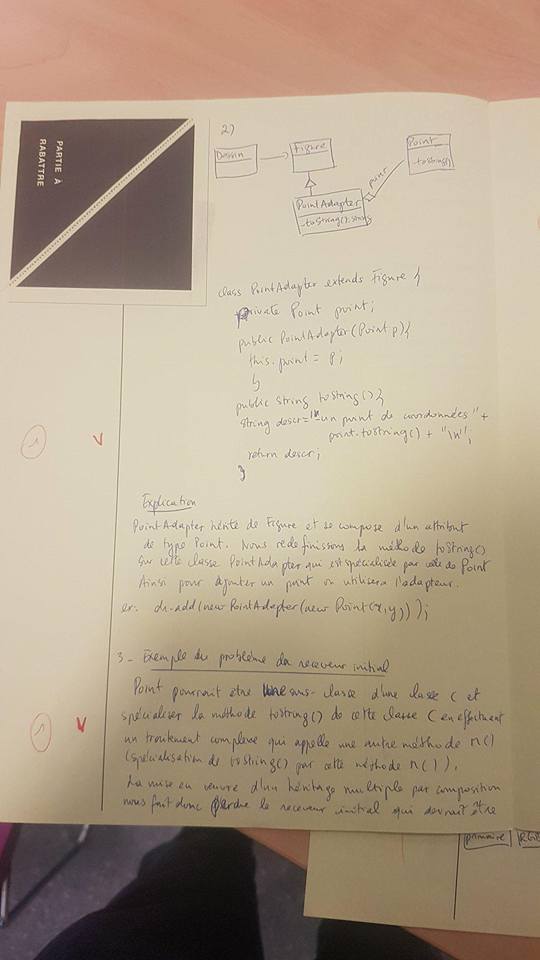 PARTIE À
RABATTRE
2)
Dessin
Figure
Point
-toString()
point
PointAdapter
-toString():string
class PointAdapter extends Figure {
private Point point;
public PointAdapter(Point p){
this.point = p;
}
public string toString(){
string descr="-un point de coordonnées "+
point.toString() + "\n";
return descr;
}
1
v
Explication
PointAdapter hérite de Figure et se compose d'un attribut
de type Point. Nous redefinissons la méthode toString()
sur cette classe PointAdapter qui est spécialisée par celle de Point
Ainsi pour ajouter un point on utilisera l'adapteur.
ex: dr.add(new PointAdapter(new Point(x,y)));
3 - Exemple du problème du receveur initial
Point pourrait etre une sous-classe d'une classe C et
spécialiser la méthode toString() de cette classe C en effectuant
un traitement complexe qui appelle une autre méthode n()
(spécialisation de toString() par cette méthode n()).
La mise en oeuvre d'un héritage multiple par composition
nous fait donc perdre le receveur initial qui devrait être
1
v
primaire